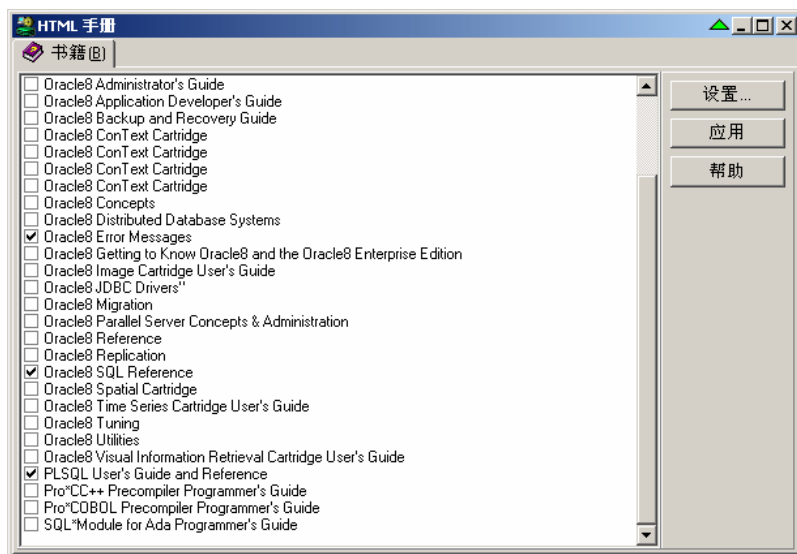 HTML 手册
书籍(B)
Oracle8 Administrator's Guide
Oracle8 Application Developer's Guide
Oracle8 Backup and Recovery Guide
Oracle8 ConText Cartridge
Oracle8 ConText Cartridge
Oracle8 ConText Cartridge
Oracle8 ConText Cartridge
Oracle8 Concepts
Oracle8 Distributed Database Systems
Oracle8 Error Messages
Oracle8 Getting to Know Oracle8 and the Oracle8 Enterprise Edition
Oracle8 Image Cartridge User's Guide
Oracle8 JDBC Drivers''
Oracle8 Migration
Oracle8 Parallel Server Concepts & Administration
Oracle8 Reference
Oracle8 Replication
Oracle8 SQL Reference
Oracle8 Spatial Cartridge
Oracle8 Time Series Cartridge User's Guide
Oracle8 Tuning
Oracle8 Utilities
Oracle8 Visual Information Retrieval Cartridge User's Guide
PLSQL User's Guide and Reference
Pro*CC++ Precompiler Programmer's Guide
Pro*COBOL Precompiler Programmer's Guide
SQL*Module for Ada Programmer's Guide
设置...
应用
帮助